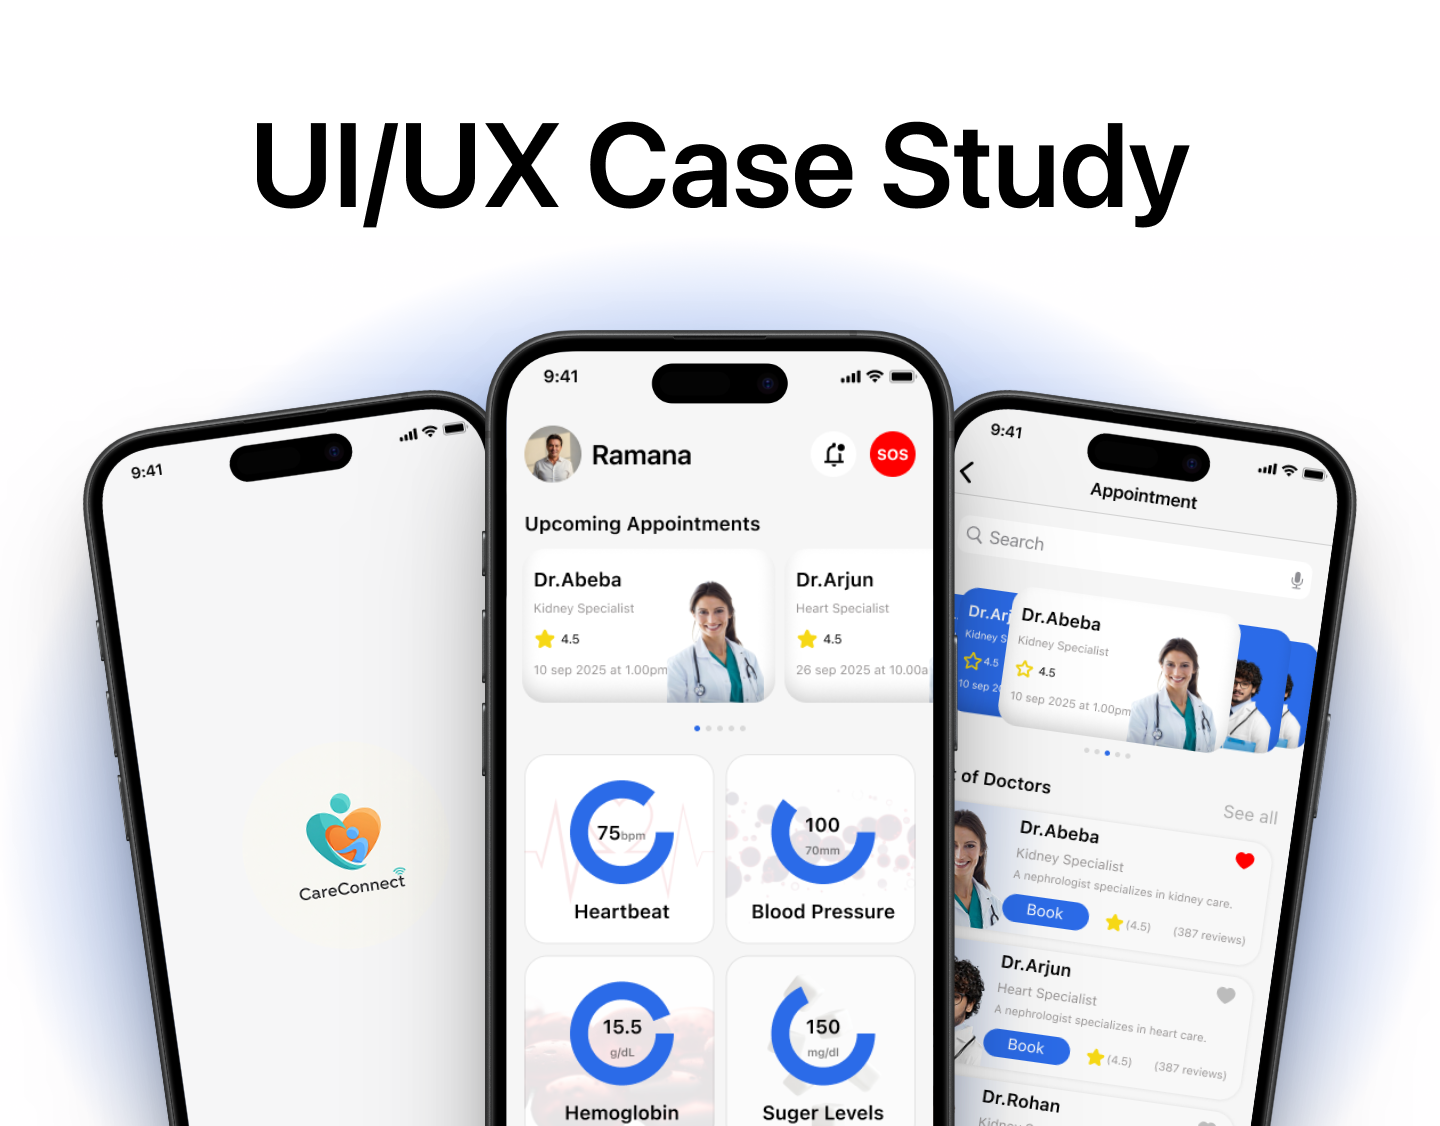 UI/UX Case Study
9:41
CareConnect
9:41
Ramana
SOS
Upcoming Appointments
Dr.Abeba
Kidney Specialist
4.5
10 sep 2025 at 1.00pm
Dr.Arjun
Heart Specialist
4.5
26 sep 2025 at 10.00a
75bpm
Heartbeat
100
70mm
Blood Pressure
15.5
g/dL
Hemoglobin
150
mg/dl
Suger Levels
9:41
Appointment
Search
Dr.Ar
Kidney S
4.5
10 sep 20
Dr.Abeba
Kidney Specialist
4.5
10 sep 2025 at 1.00pm
of Doctors
See all
Dr.Abeba
Kidney Specialist
A nephrologist specializes in kidney care.
Book
(4.5)
(387 reviews)
Dr.Arjun
Heart Specialist
A nephrologist specializes in heart care.
Book
(4.5)
(387 reviews)
Dr.Rohan